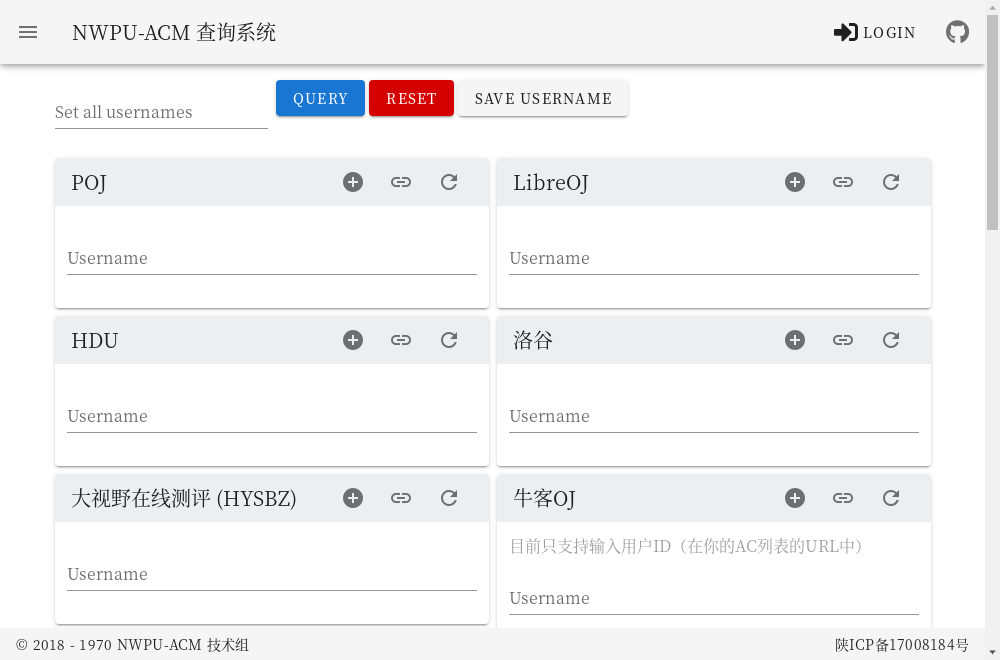 NWPU-ACM 查询系统
LOGIN
Set all usernames
QUERY
RESET
SAVE USERNAME
POJ
LibreOJ
Username
Username
HDU
洛谷
Username
Username
大视野在线测评 (HYSBZ)
牛客OJ
目前只支持输入用户ID（在你的AC列表的URL中）
Username
Username
© 2018 - 1970 NWPU-ACM 技术组
陕ICP备17008184号